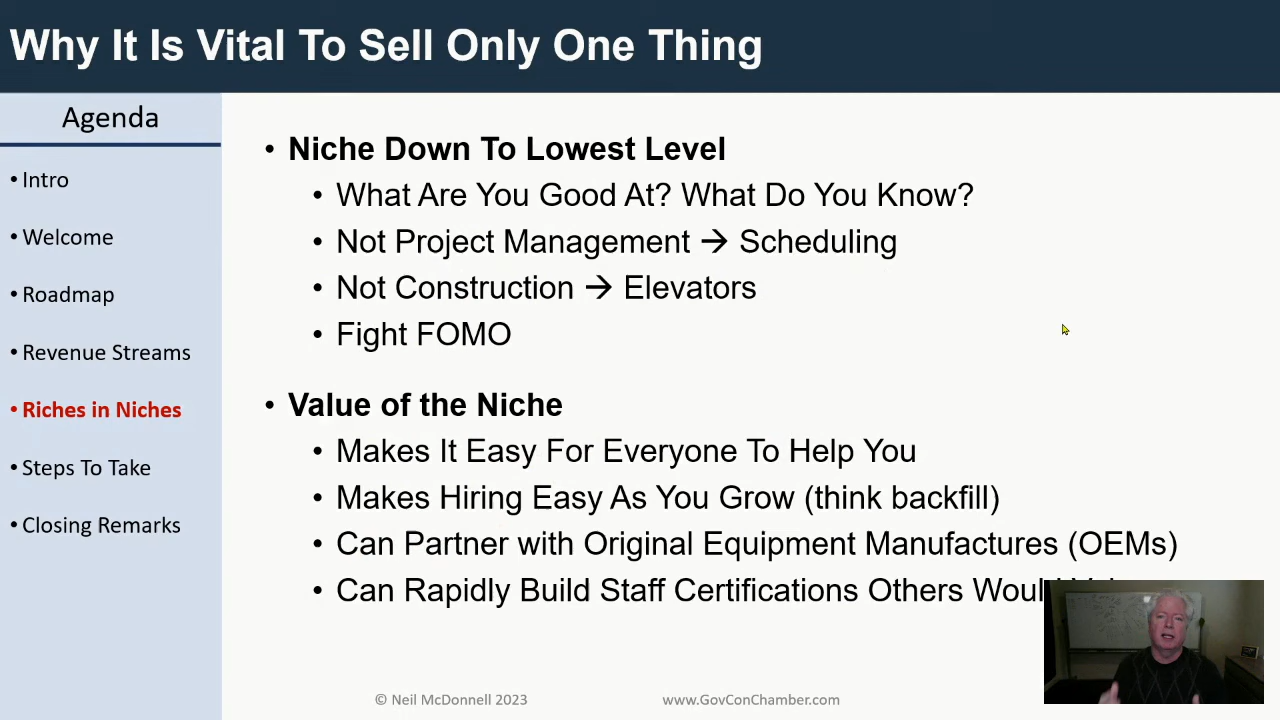 Why It Is Vital To Sell Only One Thing
Agenda
• Intro
• Welcome
• Roadmap
• Revenue Streams
• Riches in Niches
• Steps To Take
• Closing Remarks
• Niche Down To Lowest Level
• What Are You Good At? What Do You Know?
• Not Project Management → Scheduling
• Not Construction → Elevators
• Fight FOMO
• Value of the Niche
• Makes It Easy For Everyone To Help You
• Makes Hiring Easy As You Grow (think backfill)
• Can Partner with Original Equipment Manufactures (OEMs)
• Can Rapidly Build Staff Certifications Others
© Neil McDonnell 2023
www.GovConChamber.com